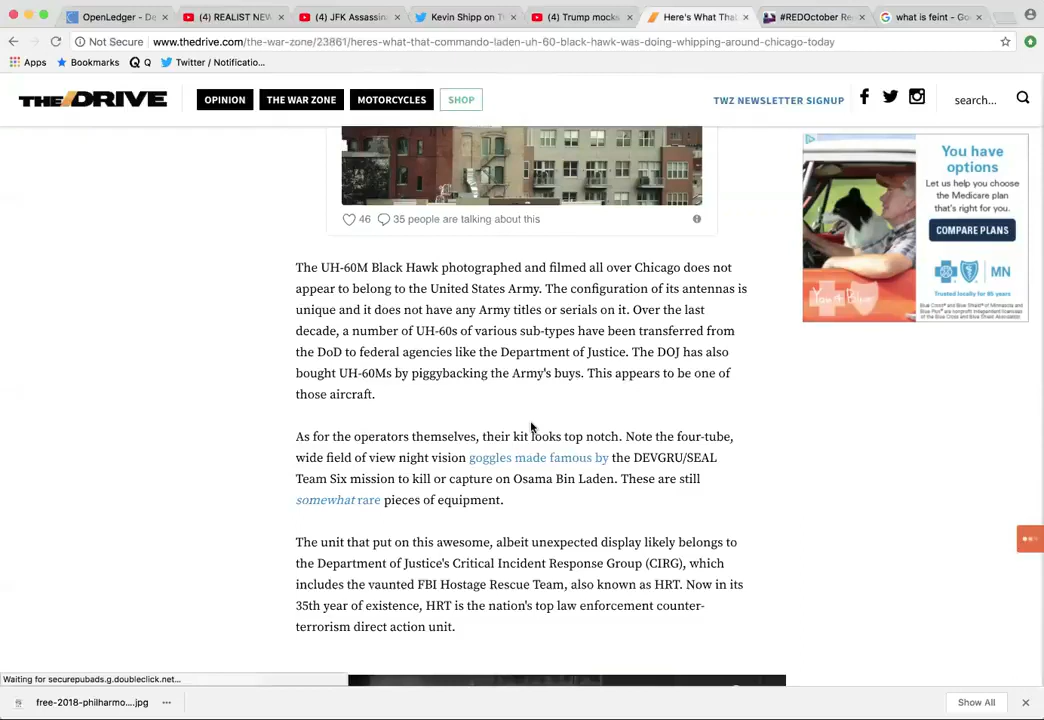 OpenLedger - De
(4) REALIST NEW
(4) JFK Assassin
Kevin Shipp on T
(4) Trump mocks
Here's What Tha
#REDOctober Re
what is feint - Go
Not Secure www.thedrive.com/the-war-zone/23861/heres-what-that-commando-laden-uh-60-black-hawk-was-doing-whipping-around-chicago-today
Apps Bookmarks Q Twitter / Notificatio...
THE DRIVE OPINION THE WAR ZONE MOTORCYCLES SHOP TWZ NEWSLETTER SIGNUP search...
46 35 people are talking about this
The UH-60M Black Hawk photographed and filmed all over Chicago does not
appear to belong to the United States Army. The configuration of its antennas is
unique and it does not have any Army titles or serials on it. Over the last
decade, a number of UH-60s of various sub-types have been transferred from
the DoD to federal agencies like the Department of Justice. The DOJ has also
bought UH-60Ms by piggybacking the Army's buys. This appears to be one of
those aircraft.
As for the operators themselves, their kit looks top notch. Note the four-tube,
wide field of view night vision goggles made famous by the DEVGRU/SEAL
Team Six mission to kill or capture on Osama Bin Laden. These are still
somewhat rare pieces of equipment.
The unit that put on this awesome, albeit unexpected display likely belongs to
the Department of Justice's Critical Incident Response Group (CIRG), which
includes the vaunted FBI Hostage Rescue Team, also known as HRT. Now in its
35th year of existence, HRT is the nation's top law enforcement counter-
terrorism direct action unit.
You have
options
Let us help you choose
the Medicare plan
that's right for you.
COMPARE PLANS
MN
Trusted locally for 85 years
You + Blue
Waiting for securepubads.g.doubleclick.net...
free-2018-philharmo....jpg
Show All